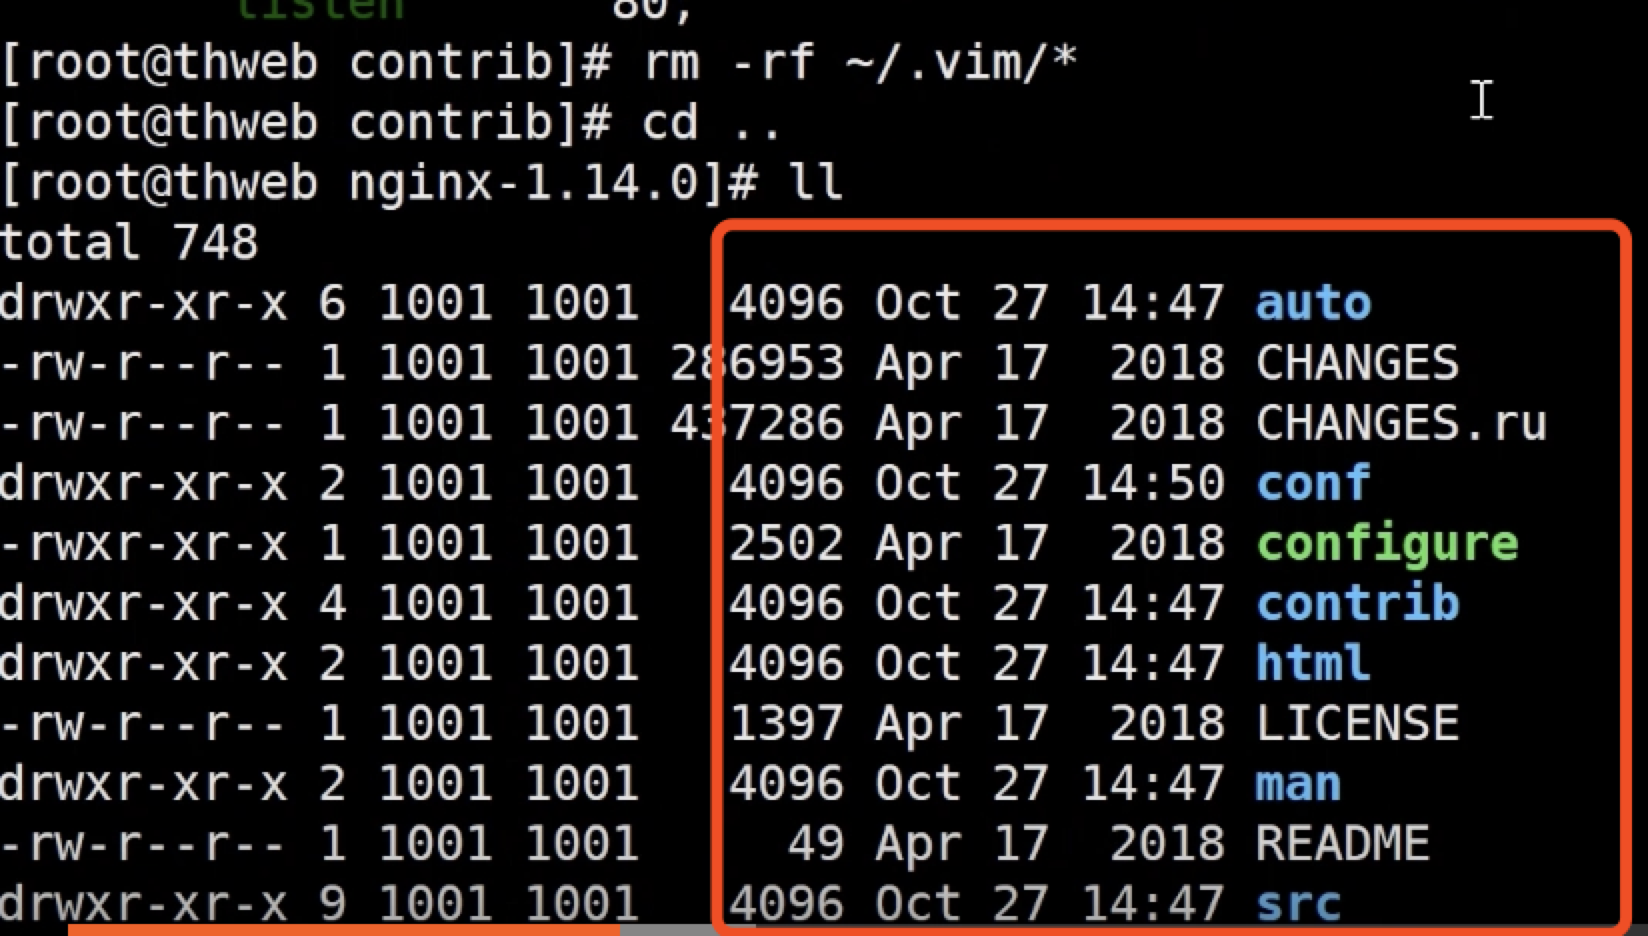 listen       80;
[root@thweb contrib]# rm -rf ~/.vim/*
[root@thweb contrib]# cd ..
[root@thweb nginx-1.14.0]# ll
total 748
drwxr-xr-x 6 1001 1001   4096 Oct 27 14:47 auto
-rw-r--r-- 1 1001 1001 286953 Apr 17  2018 CHANGES
-rw-r--r-- 1 1001 1001 437286 Apr 17  2018 CHANGES.ru
drwxr-xr-x 2 1001 1001   4096 Oct 27 14:50 conf
-rwxr-xr-x 1 1001 1001   2502 Apr 17  2018 configure
drwxr-xr-x 4 1001 1001   4096 Oct 27 14:47 contrib
drwxr-xr-x 2 1001 1001   4096 Oct 27 14:47 html
-rw-r--r-- 1 1001 1001   1397 Apr 17  2018 LICENSE
drwxr-xr-x 2 1001 1001   4096 Oct 27 14:47 man
-rw-r--r-- 1 1001 1001     49 Apr 17  2018 README
drwxr-xr-x 9 1001 1001   4096 Oct 27 14:47 src